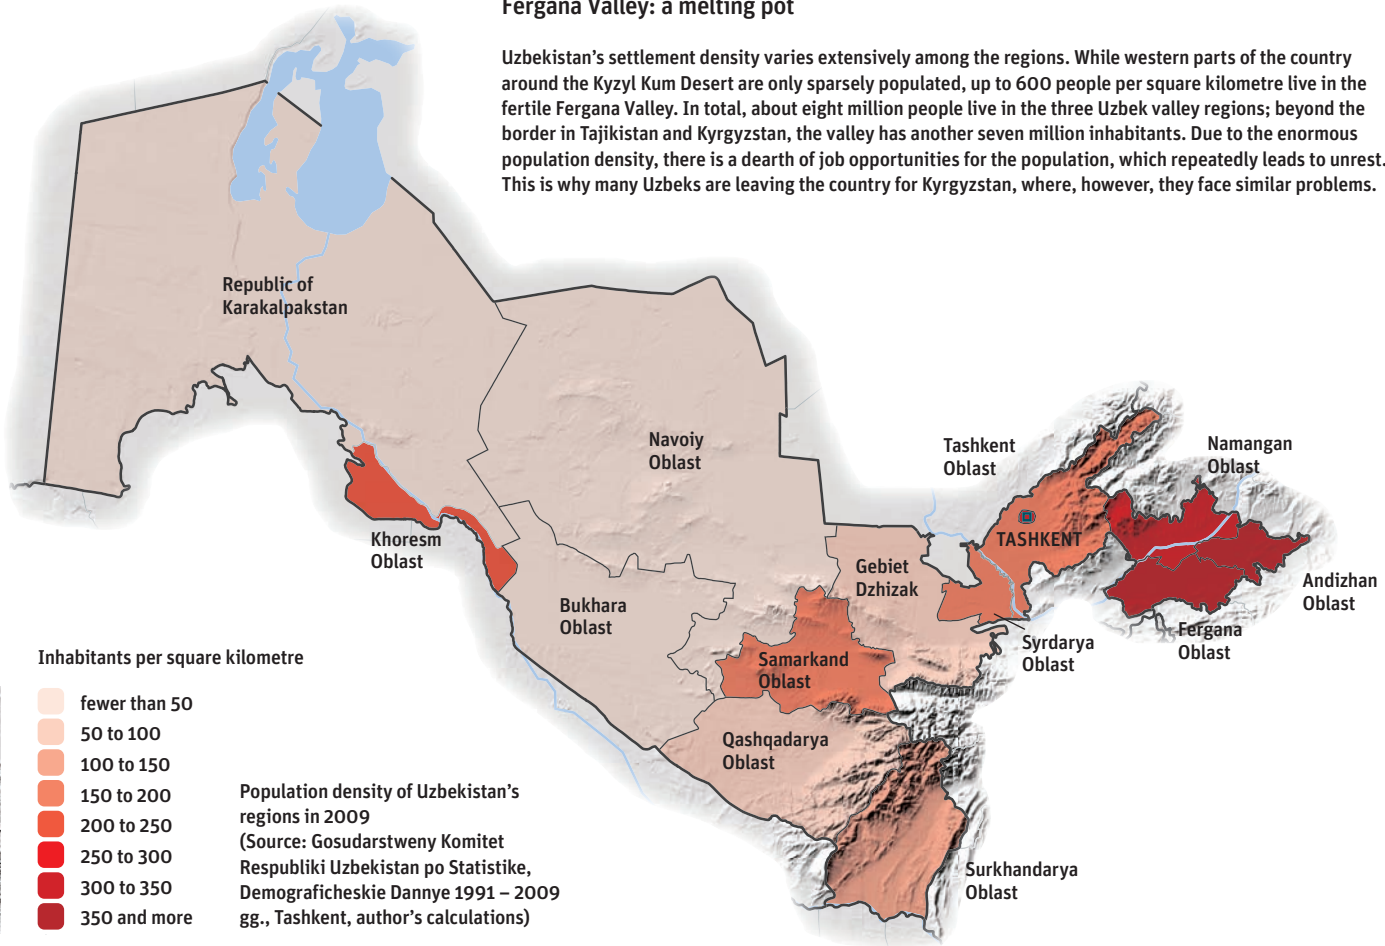 Fergana Valley: a melting pot
Uzbekistan's settlement density varies extensively among the regions. While western parts of the country
around the Kyzyl Kum Desert are only sparsely populated, up to 600 people per square kilometre live in the
fertile Fergana Valley. In total, about eight million people live in the three Uzbek valley regions; beyond the
border in Tajikistan and Kyrgyzstan, the valley has another seven million inhabitants. Due to the enormous
population density, there is a dearth of job opportunities for the population, which repeatedly leads to unrest.
This is why many Uzbeks are leaving the country for Kyrgyzstan, where, however, they face similar problems.
Republic of
Karakalpakstan
Navoiy
Oblast
Tashkent
Oblast
Namangan
Oblast
TASHKENT
Khoresm
Oblast
Gebiet
Dzhizak
Andizhan
Oblast
Bukhara
Oblast
Fergana
Oblast
Syrdarya
Oblast
Samarkand
Oblast
Qashqadarya
Oblast
Surkhandarya
Oblast
Inhabitants per square kilometre
fewer than 50
50 to 100
100 to 150
150 to 200
200 to 250
250 to 300
300 to 350
350 and more
Population density of Uzbekistan's
regions in 2009
(Source: Gosudarstweny Komitet
Respubliki Uzbekistan po Statistike,
Demograficheskie Dannye 1991 – 2009
gg., Tashkent, author's calculations)